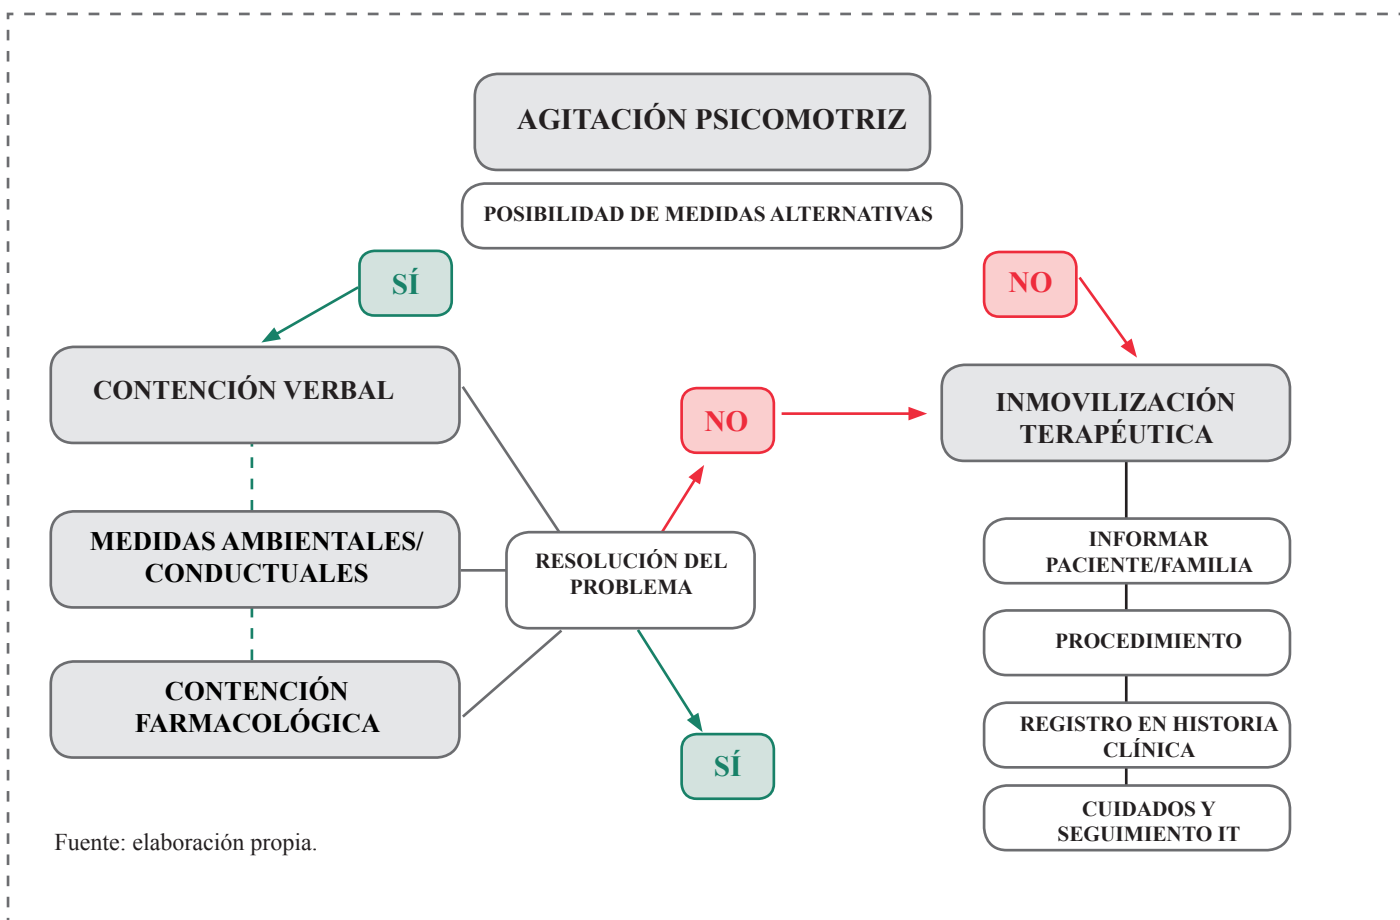 AGITACIÓN PSICOMOTRIZ
POSIBILIDAD DE MEDIDAS ALTERNATIVAS
SÍ
NO
CONTENCIÓN VERBAL
MEDIDAS AMBIENTALES/
CONDUCTUALES
CONTENCIÓN
FARMACOLÓGICA
RESOLUCIÓN DEL
PROBLEMA
NO
SÍ
INMOVILIZACIÓN
TERAPÉUTICA
INFORMAR
PACIENTE/FAMILIA
PROCEDIMIENTO
REGISTRO EN HISTORIA
CLÍNICA
CUIDADOS Y
SEGUIMIENTO IT
Fuente: elaboración propia.